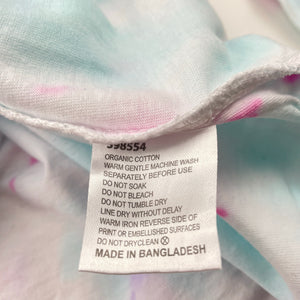 398554
ORGANIC COTTON
WARM GENTLE MACHINE WASH
SEPARATELY BEFORE USE
DO NOT SOAK
DO NOT BLEACH
DO NOT TUMBLE DRY
LINE DRY WITHOUT DELAY
WARM IRON REVERSE SIDE OF
PRINT OR EMBELLISHED SURFACES
DO NOT DRYCLEAN
MADE IN BANGLADESH